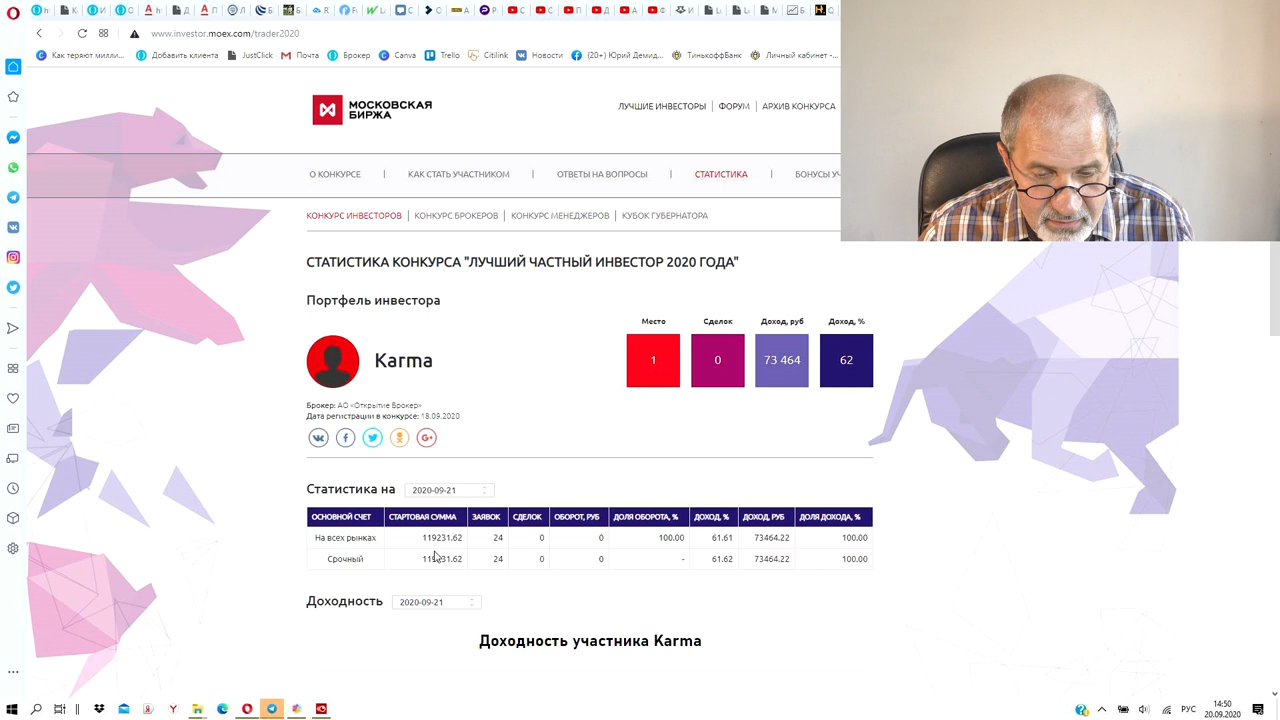 www.investor.moex.com/trader2020
Как теряют милли... Добавить клиента JustClick Почта Брокер Canva Trello Citilink Новости (20+) Юрий Демид... ТинькоффБанк Личный кабинет -...
МОСКОВСКАЯ
БИРЖА
ЛУЧШИЕ ИНВЕСТОРЫ | ФОРУМ | АРХИВ КОНКУРСА
О КОНКУРСЕ | КАК СТАТЬ УЧАСТНИКОМ | ОТВЕТЫ НА ВОПРОСЫ | СТАТИСТИКА | БОНУСЫ УЧ
КОНКУРС ИНВЕСТОРОВ | КОНКУРС БРОКЕРОВ | КОНКУРС МЕНЕДЖЕРОВ | КУБОК ГУБЕРНАТОРА
СТАТИСТИКА КОНКУРСА "ЛУЧШИЙ ЧАСТНЫЙ ИНВЕСТОР 2020 ГОДА"
Портфель инвестора
Место Сделок Доход, руб Доход, %
Karma 1 0 73 464 62
Брокер: АО «Открытие Брокер»
Дата регистрации в конкурсе: 18.09.2020
Статистика на 2020-09-21
ОСНОВНОЙ СЧЕТ СТАРТОВАЯ СУММА ЗАЯВОК СДЕЛОК ОБОРОТ, РУБ ДОЛЯ ОБОРОТА, % ДОХОД, % ДОХОД, РУБ ДОЛЯ ДОХОДА, %
На всех рынках 119231.62 24 0 0 100.00 61.61 73464.22 100.00
Срочный 119231.62 24 0 0 - 61.62 73464.22 100.00
Доходность 2020-09-21
Доходность участника Karma
РУС
14:50
20.09.2020